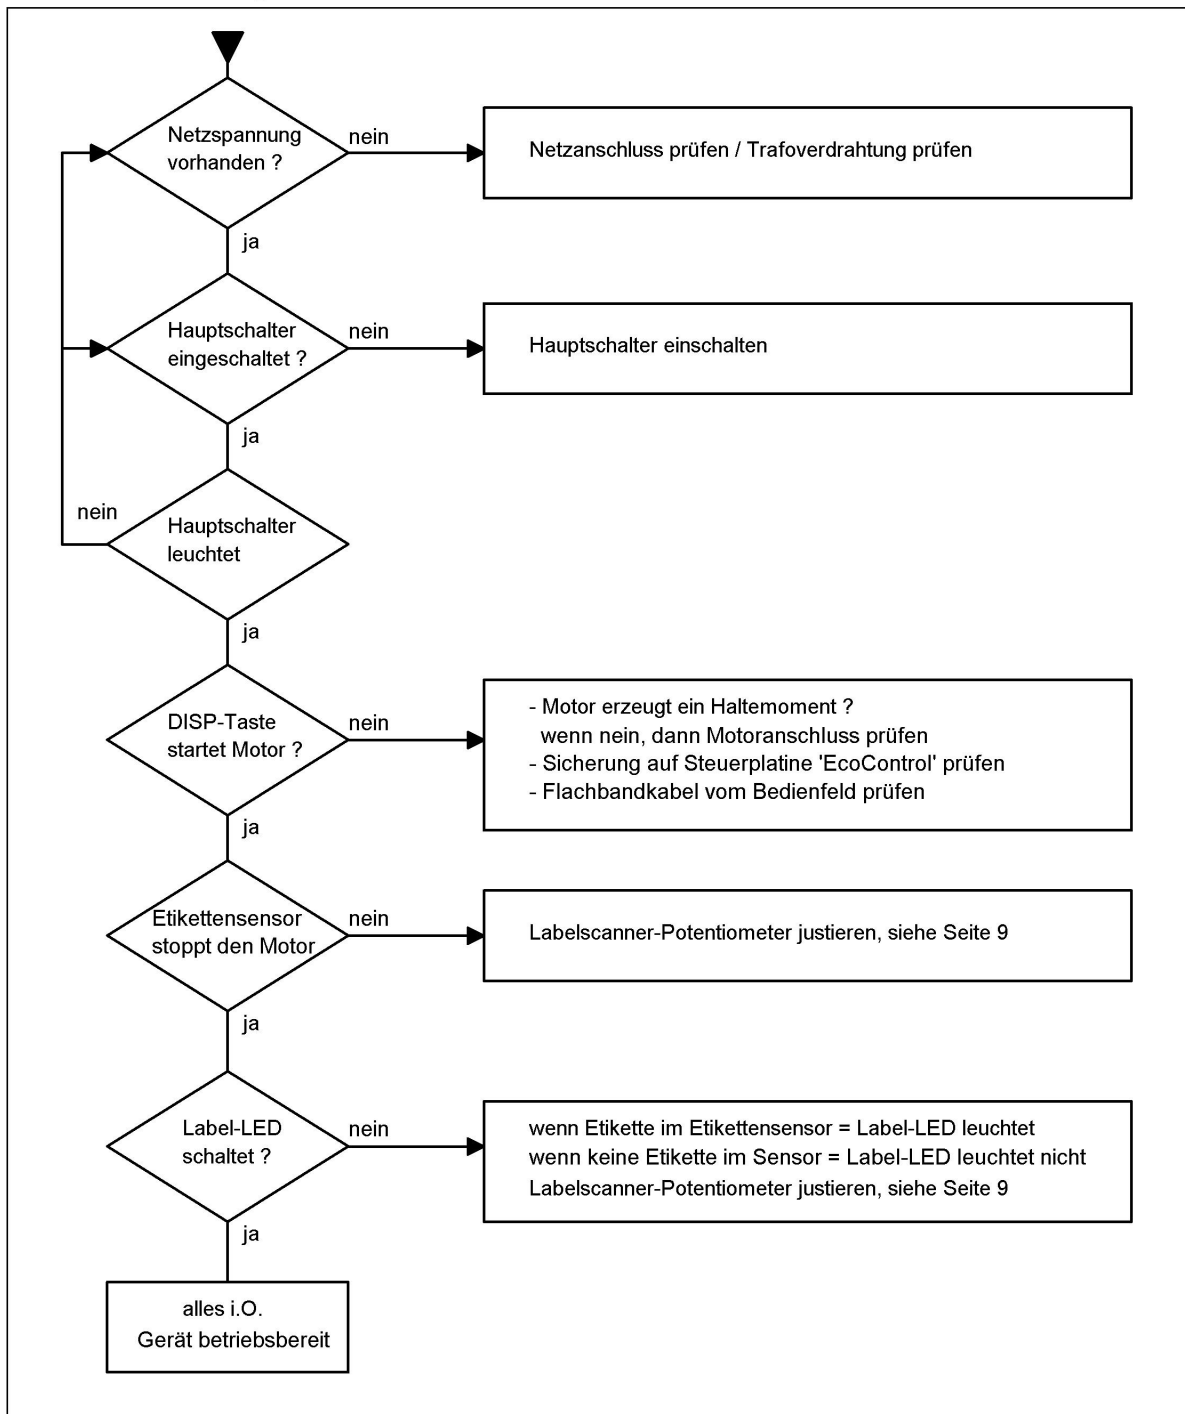 Netzspannung
vorhanden ?
nein
Netzanschluss prüfen / Trafoverdrahtung prüfen
ja
Hauptschalter
eingeschaltet ?
nein
Hauptschalter einschalten
ja
nein
Hauptschalter
leuchtet
ja
DISP-Taste
startet Motor ?
nein
- Motor erzeugt ein Haltemoment ?
wenn nein, dann Motoranschluss prüfen
- Sicherung auf Steuerplatine 'EcoControl' prüfen
- Flachbandkabel vom Bedienfeld prüfen
ja
Etikettensensor
stoppt den Motor
nein
Labelscanner-Potentiometer justieren, siehe Seite 9
ja
Label-LED
schaltet ?
nein
wenn Etikette im Etikettensensor = Label-LED leuchtet
wenn keine Etikette im Sensor = Label-LED leuchtet nicht
Labelscanner-Potentiometer justieren, siehe Seite 9
ja
alles i.O.
Gerät betriebsbereit